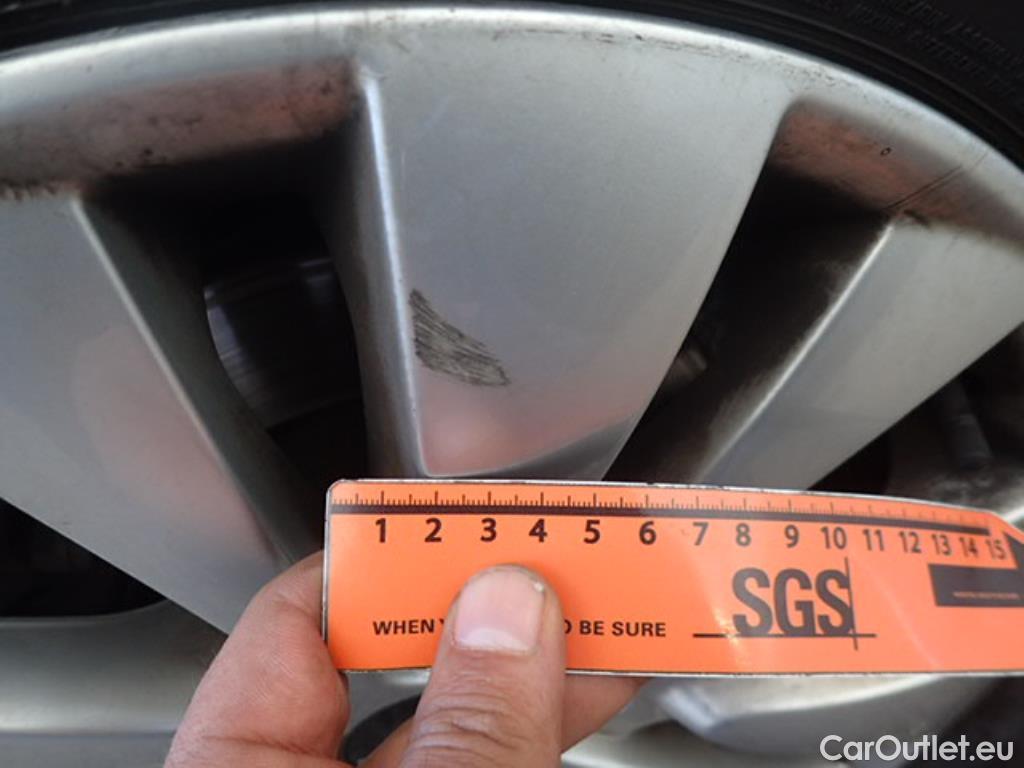 1 2 3 4 5 6 7 8 9 10 11 12 13 14 15
SGS
WHEN BE SURE
CarOutlet.eu